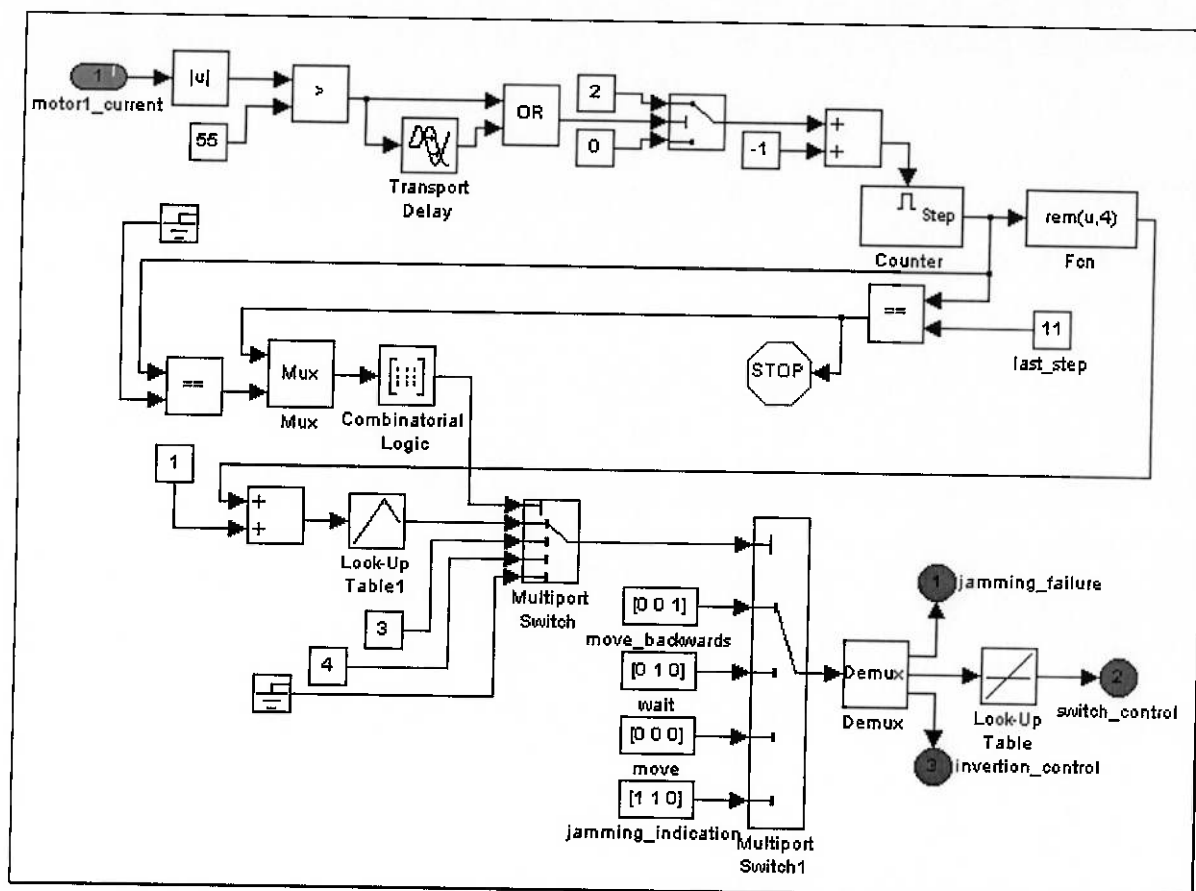 1
motor1_current
|u|
55
>
Transport
Delay
OR
2
0
-1
+
+
Step
Counter
rem(u,4)
Fcn
==
11
last_step
STOP
==
Mux
Mux
Combinatorial
Logic
1
+
+
Look-Up
Table1
3
4
Multiport
Switch
[0 0 1]
move_backwards
[0 1 0]
wait
[0 0 0]
move
[1 1 0]
jamming_indication
Multiport
Switch1
Demux
Demux
1
jamming_failure
Look-Up
Table
2
switch_control
3
invertion_control